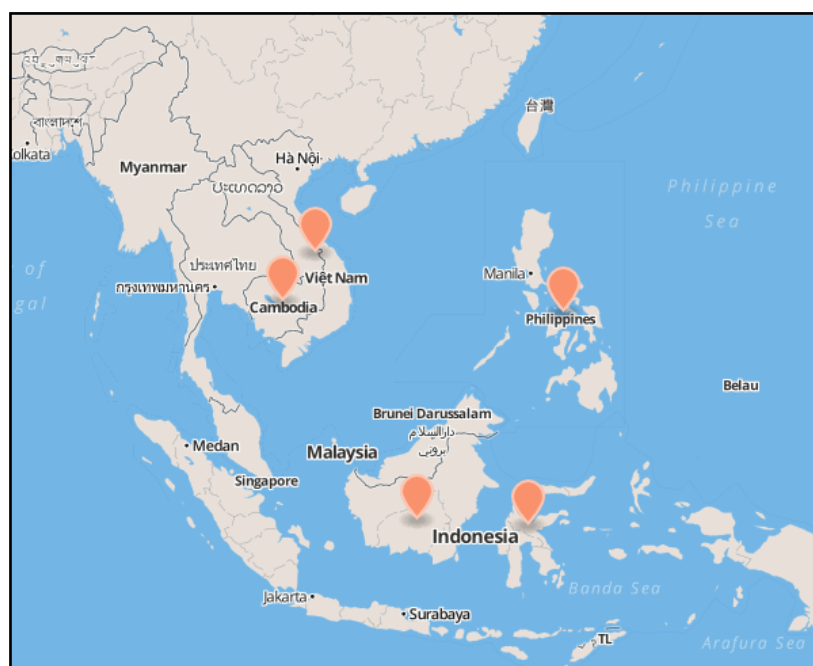 台灣
বাংলাদেশ
Kolkata
Myanmar
Hà Nội
ປະເທດລາວ
Philippine
Sea
of
gal
ประเทศไทย
Việt Nam
Manila
กรุงเทพมหานคร
Cambodia
Philippines
Belau
Brunei Darussalam
دارالسلام
بروني
Medan
Malaysia
Singapore
Indonesia
Banda Sea
Jakarta
Surabaya
TL
Arafura Sea